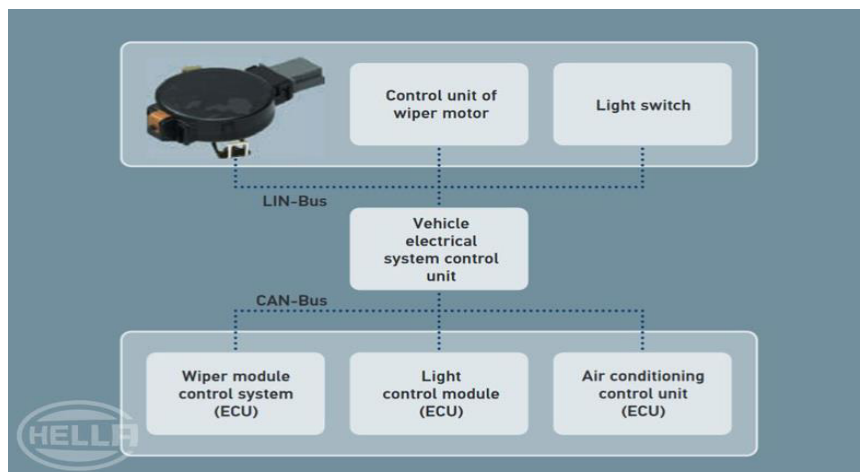 Control unit of
wiper motor
Light switch
LIN-Bus
Vehicle
electrical
system control
unit
CAN-Bus
Wiper module
control system
(ECU)
Light
control module
(ECU)
Air conditioning
control unit
(ECU)
HELLA